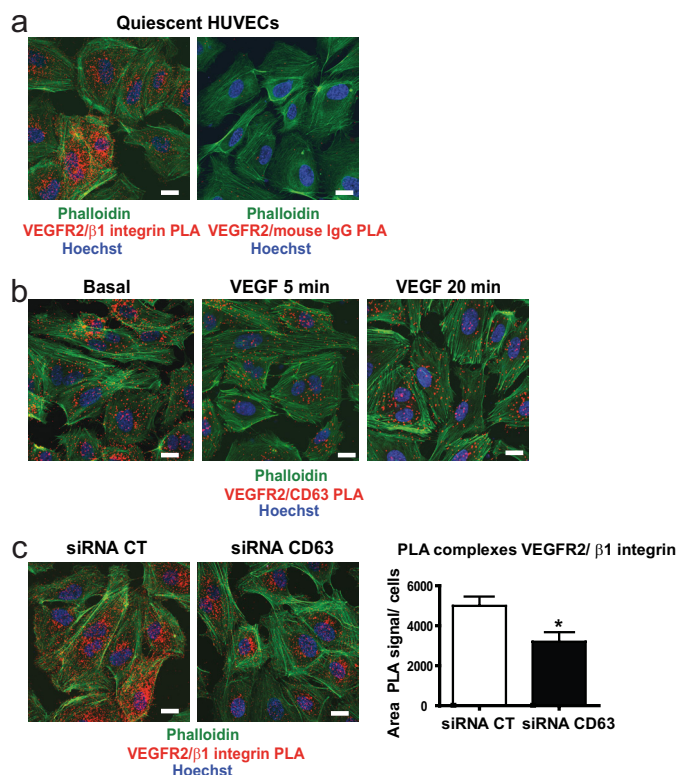 a
Quiescent HUVECs
Phalloidin Phalloidin
VEGFR2/β1 integrin PLA VEGFR2/mouse IgG PLA
Hoechst Hoechst
b
Basal VEGF 5 min VEGF 20 min
Phalloidin
VEGFR2/CD63 PLA
Hoechst
c
siRNA CT siRNA CD63
Phalloidin
VEGFR2/β1 integrin PLA
Hoechst
PLA complexes VEGFR2/ β1 integrin
Area PLA signal/ cells
6000
4000
2000
0
*
siRNA CT siRNA CD63